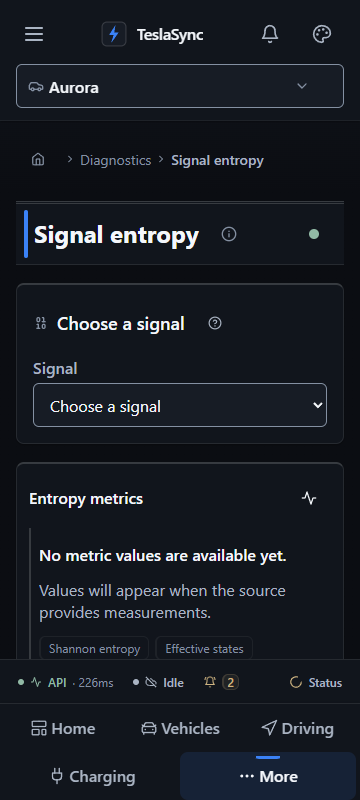 TeslaSync
Aurora
Diagnostics Signal entropy
Signal entropy
01
10 Choose a signal
Signal
Choose a signal
Entropy metrics
No metric values are available yet.
Values will appear when the source
provides measurements.
Shannon entropy Effective states
API · 226ms Idle 2 Status
Home Vehicles Driving
Charging More